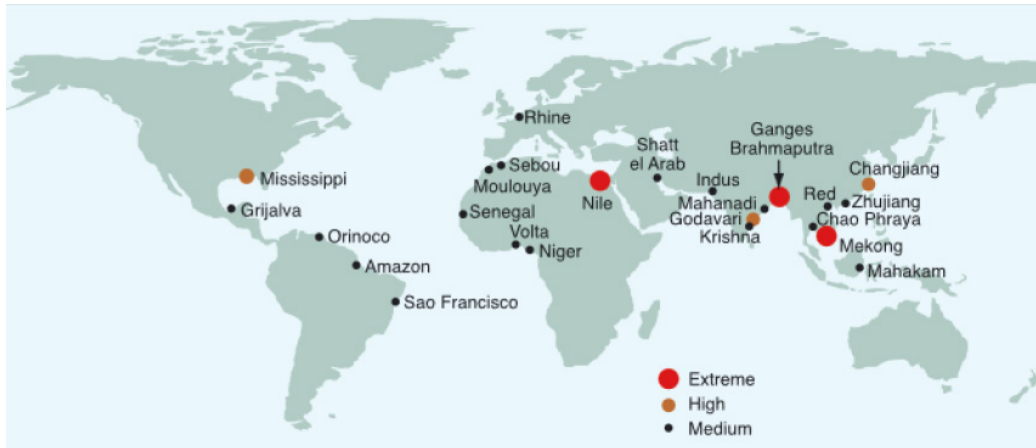 Rhine
Ganges
Brahmaputra
Shatt
el Arab
Changjiang
Sebou
Mississippi
Moulouya
Indus
Nile
Red
Zhujiang
Mahanadi
Grijalva
Senegal
Godavari
Chao Phraya
Volta
Krishna
Orinoco
Niger
Mekong
Amazon
Mahakam
Sao Francisco
Extreme
High
Medium